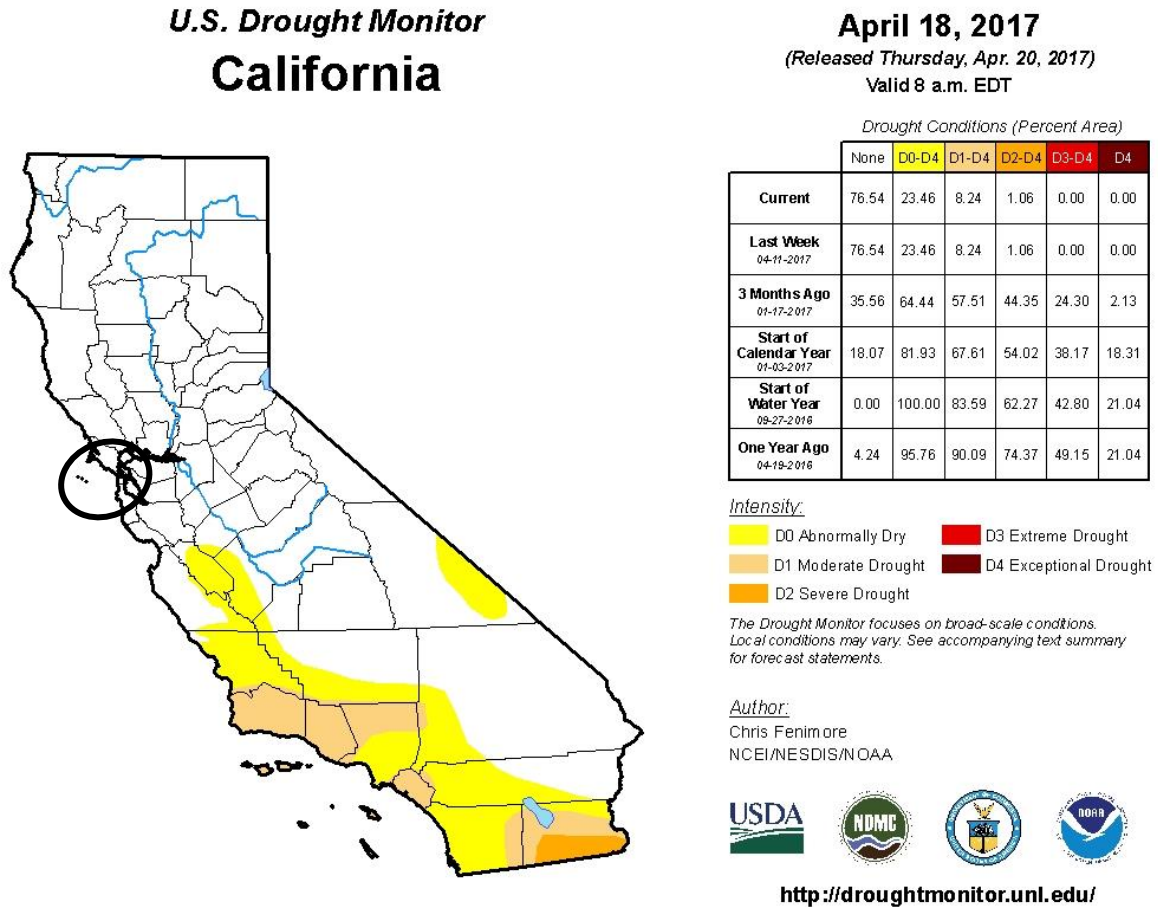 U.S. Drought Monitor
California
April 18, 2017
(Released Thursday, Apr. 20, 2017)
Valid 8 a.m. EDT
Drought Conditions (Percent Area)
None D0-D4 D1-D4 D2-D4 D3-D4 D4
Current 76.54 23.46 8.24 1.06 0.00 0.00
Last Week
04-11-2017 76.54 23.46 8.24 1.06 0.00 0.00
3 Months Ago
01-17-2017 35.56 64.44 57.51 44.35 24.30 2.13
Start of
Calendar Year
01-03-2017 18.07 81.93 67.61 54.02 38.17 18.31
Start of
Water Year
09-27-2016 0.00 100.00 83.59 62.27 42.80 21.04
One Year Ago
04-19-2016 4.24 95.76 90.09 74.37 49.15 21.04
Intensity:
D0 Abnormally Dry
D1 Moderate Drought
D2 Severe Drought
D3 Extreme Drought
D4 Exceptional Drought
The Drought Monitor focuses on broad-scale conditions.
Local conditions may vary. See accompanying text summary
for forecast statements.
Author:
Chris Fenimore
NCEI/NESDIS/NOAA
USDA
NDMC
NOAA
http://droughtmonitor.unl.edu/